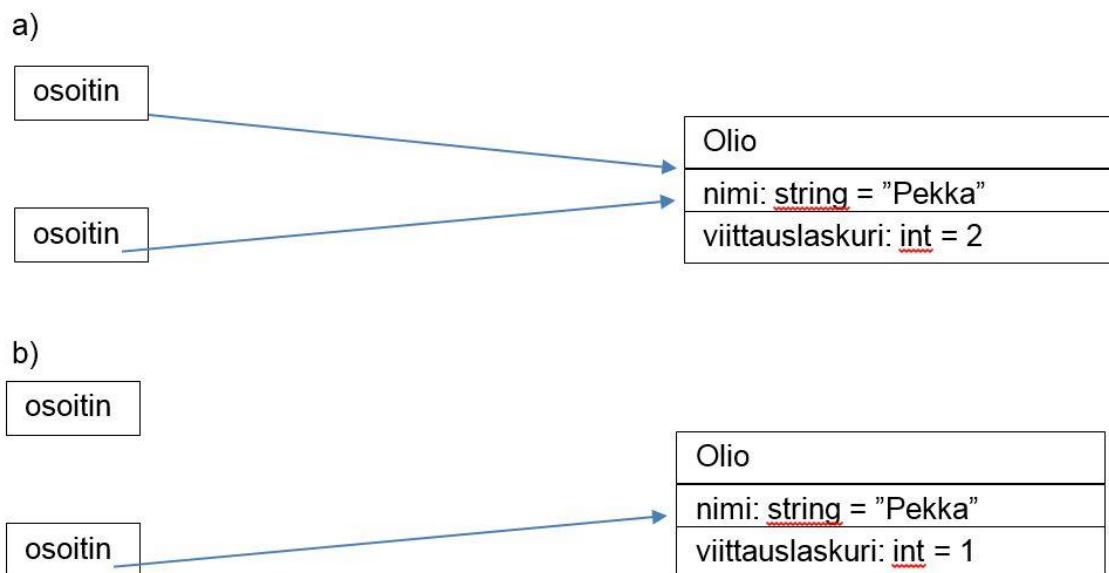 a)
osoitin
Olio
nimi: string = ”Pekka”
osoitin
viittauslaskuri: int = 2
b)
osoitin
Olio
nimi: string = ”Pekka”
osoitin
viittauslaskuri: int = 1